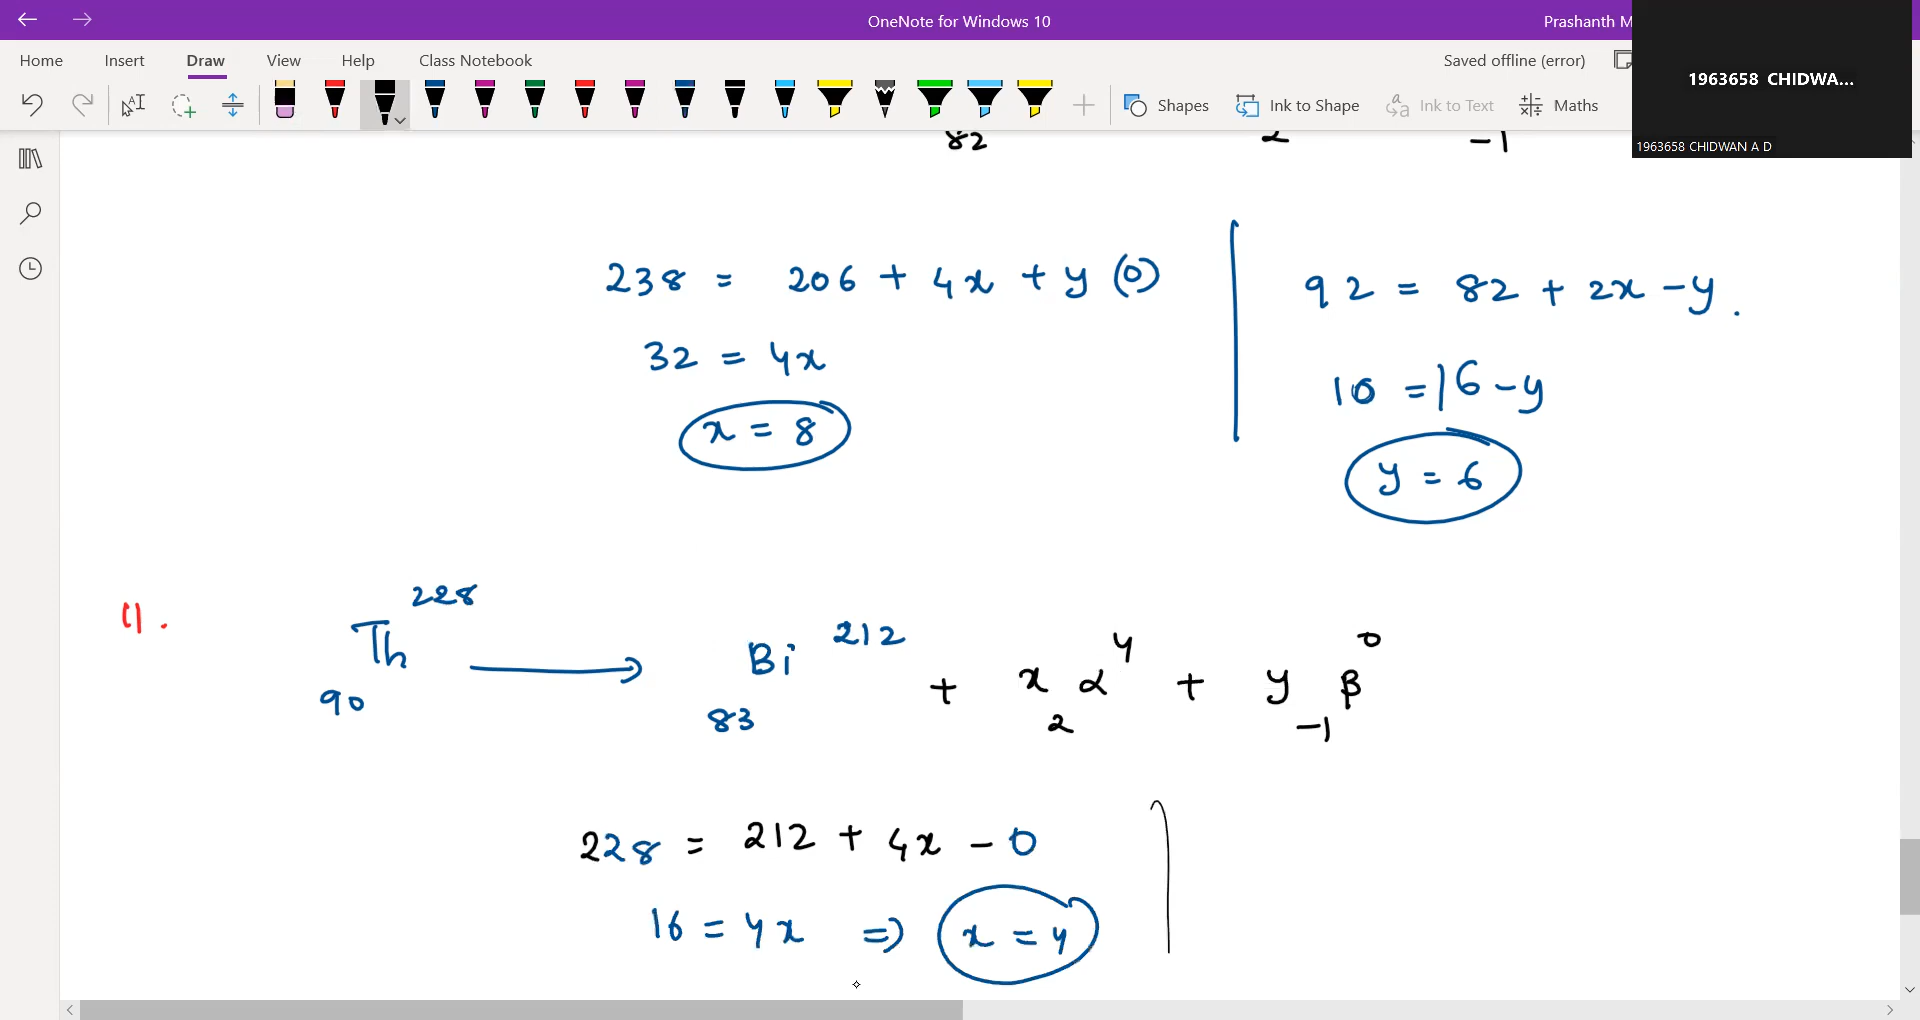 OneNote for Windows 10
Prashanth M
Home Insert Draw View Help Class Notebook
Saved offline (error)
1963658 CHIDWA...
Shapes Ink to Shape Ink to Text Maths
1963658 CHIDWAN A D
82 2 -1
238 = 206 + 4x + y (0)
92 = 82 + 2x - y.
32 = 4x
10 = 16 - y
x = 8
y = 6
11.
228
Th
90
⟶
212
Bi
83
+ x α 4
2
+ y β 0
-1
228 = 212 + 4x - 0
16 = 4x ⇒ x = 4